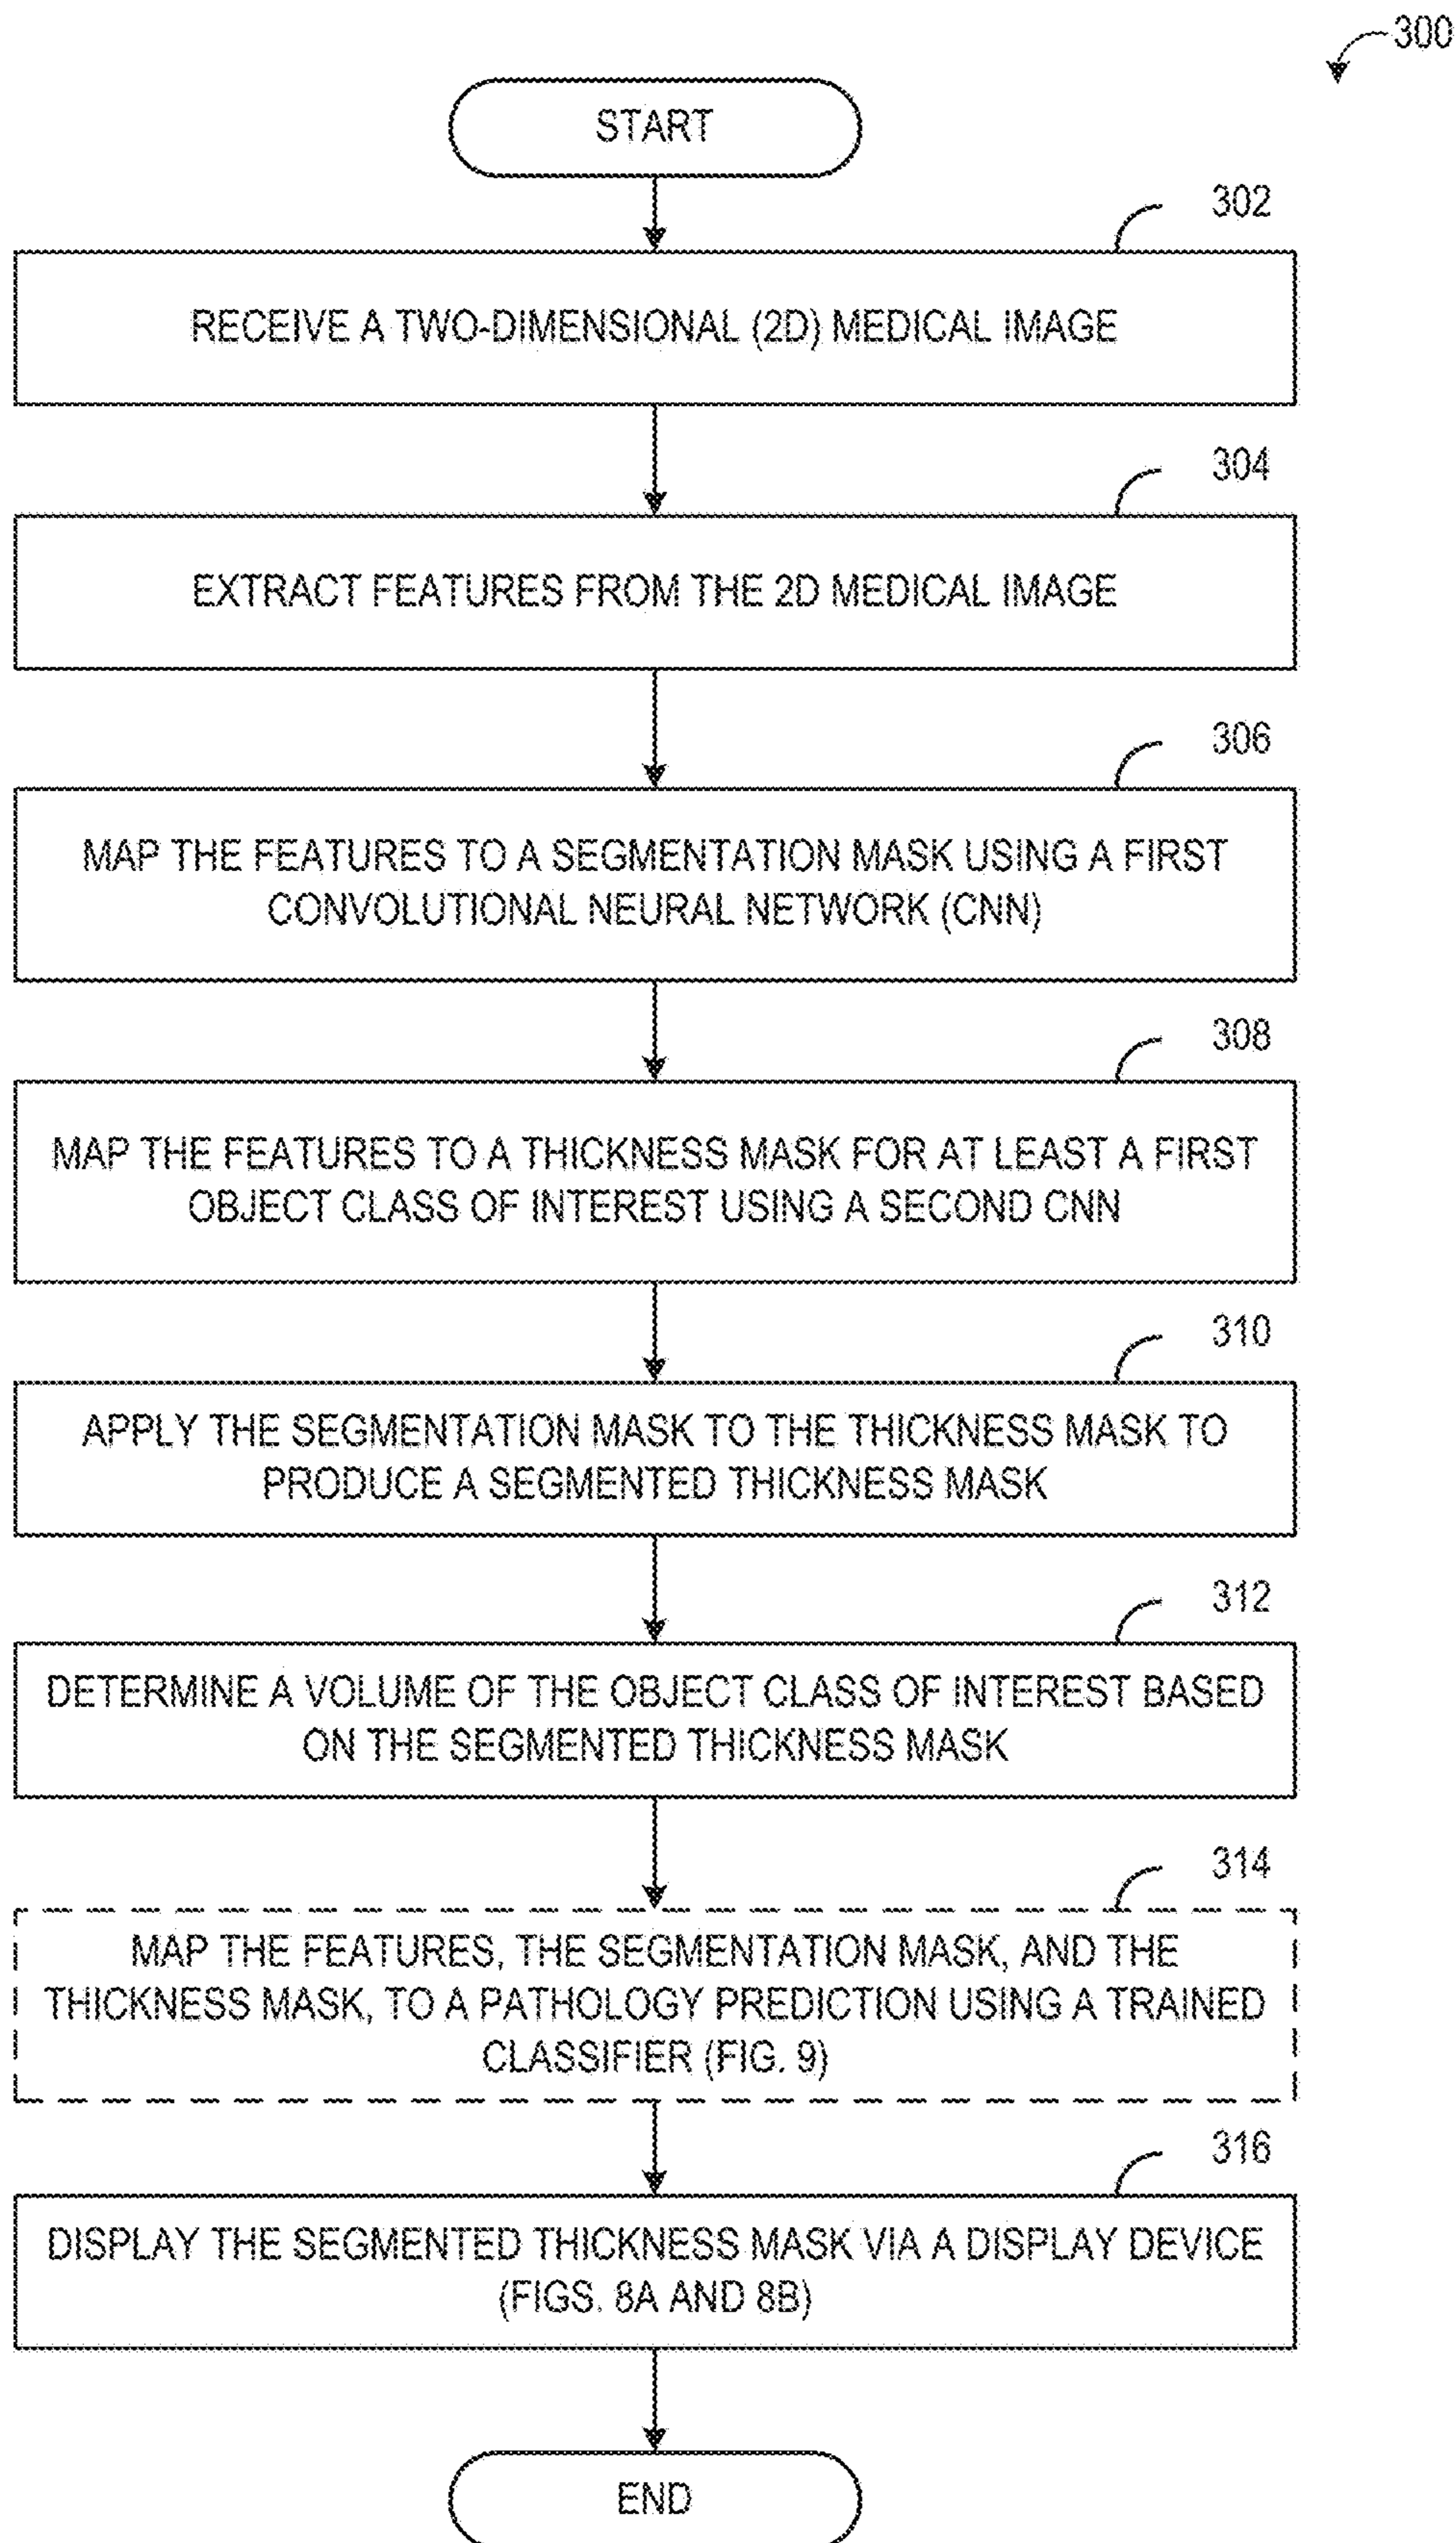 300
START
302
RECEIVE A TWO-DIMENSIONAL (2D) MEDICAL IMAGE
304
EXTRACT FEATURES FROM THE 2D MEDICAL IMAGE
306
MAP THE FEATURES TO A SEGMENTATION MASK USING A FIRST
CONVOLUTIONAL NEURAL NETWORK (CNN)
308
MAP THE FEATURES TO A THICKNESS MASK FOR AT LEAST A FIRST
OBJECT CLASS OF INTEREST USING A SECOND CNN
310
APPLY THE SEGMENTATION MASK TO THE THICKNESS MASK TO
PRODUCE A SEGMENTED THICKNESS MASK
312
DETERMINE A VOLUME OF THE OBJECT CLASS OF INTEREST BASED
ON THE SEGMENTED THICKNESS MASK
314
MAP THE FEATURES, THE SEGMENTATION MASK, AND THE
THICKNESS MASK, TO A PATHOLOGY PREDICTION USING A TRAINED
CLASSIFIER (FIG. 9)
316
DISPLAY THE SEGMENTED THICKNESS MASK VIA A DISPLAY DEVICE
(FIGS. 8A AND 8B)
END